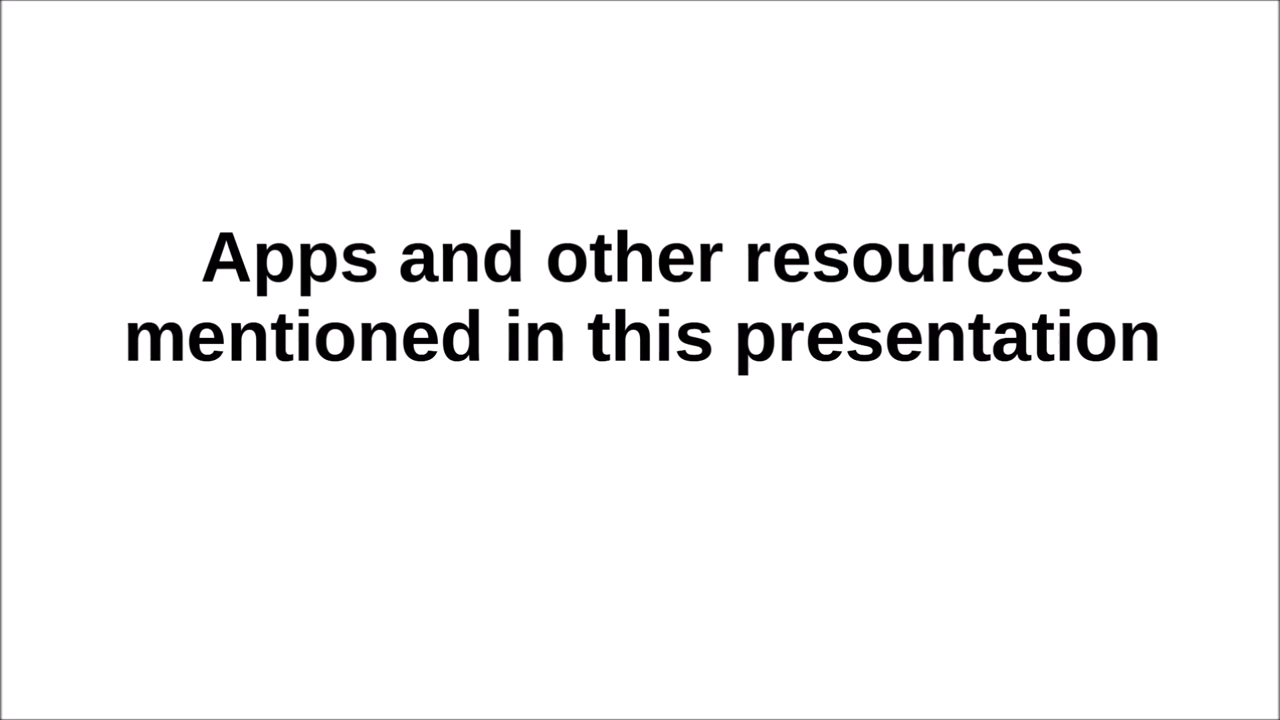 Apps and other resources
mentioned in this presentation